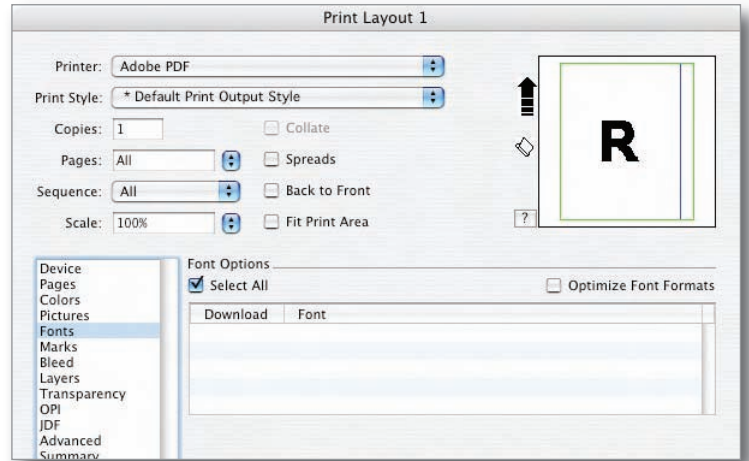 Print Layout 1
Printer: Adobe PDF
Print Style: * Default Print Output Style
Copies: 1 Collate
Pages: All Spreads
Sequence: All Back to Front
Scale: 100% Fit Print Area
R
?
Device
Pages
Colors
Pictures
Fonts
Marks
Bleed
Layers
Transparency
OPI
JDF
Advanced
Summary
Font Options
Select All Optimize Font Formats
Download Font